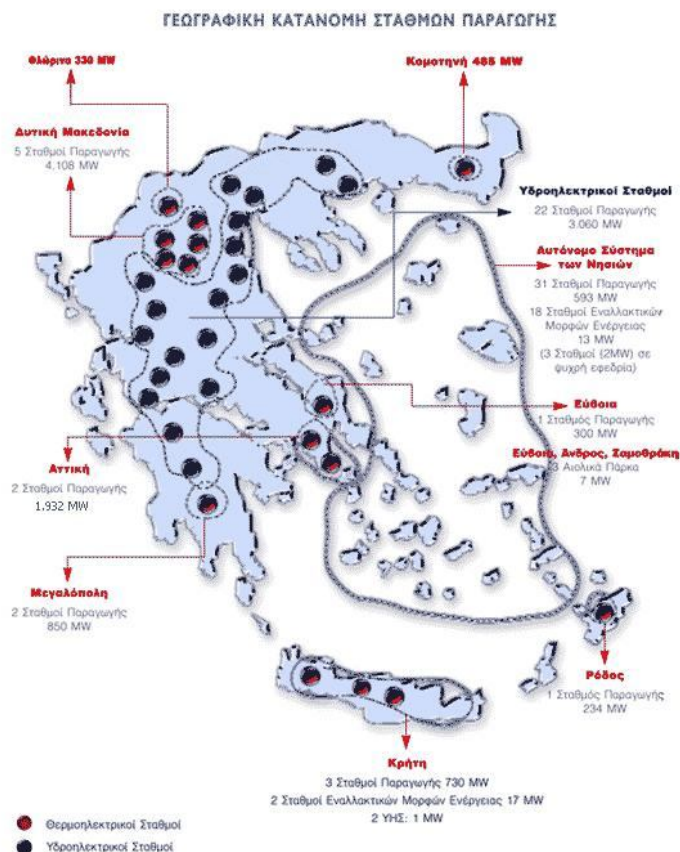 ΓΕΩΓΡΑΦΙΚΗ ΚΑΤΑΝΟΜΗ ΣΤΑΘΜΩΝ ΠΑΡΑΓΩΓΗΣ
Φλώρινα 330 MW
Κομοτηνή 485 MW
Δυτική Μακεδονία
5 Σταθμοί Παραγωγής
4.108 MW
Υδροηλεκτρικοί Σταθμοί
22 Σταθμοί Παραγωγής
3.060 MW
Αυτόνομο Σύστημα
των Νησιών
31 Σταθμοί Παραγωγής
593 MW
18 Σταθμοί Εναλλακτικών
Μορφών Ενέργειας
13 MW
(3 Σταθμοί (2MW) σε
ψυχρή εφεδρία)
Εύβοια
1 Σταθμός Παραγωγής
300 MW
Εύβοια, Ανδρος, Σαμοθράκη
3 Αιολικά Πάρκα
7 MW
Αττική
2 Σταθμοί Παραγωγής
1.932 MW
Μεγαλόπολη
2 Σταθμοί Παραγωγής
850 MW
Ρόδος
1 Σταθμός Παραγωγής
234 MW
Κρήτη
3 Σταθμοί Παραγωγής 730 MW
2 Σταθμοί Εναλλακτικών Μορφών Ενέργειας 17 MW
2 ΥΗΣ: 1 MW
Θερμοηλεκτρικοί Σταθμοί
Υδροηλεκτρικοί Σταθμοί